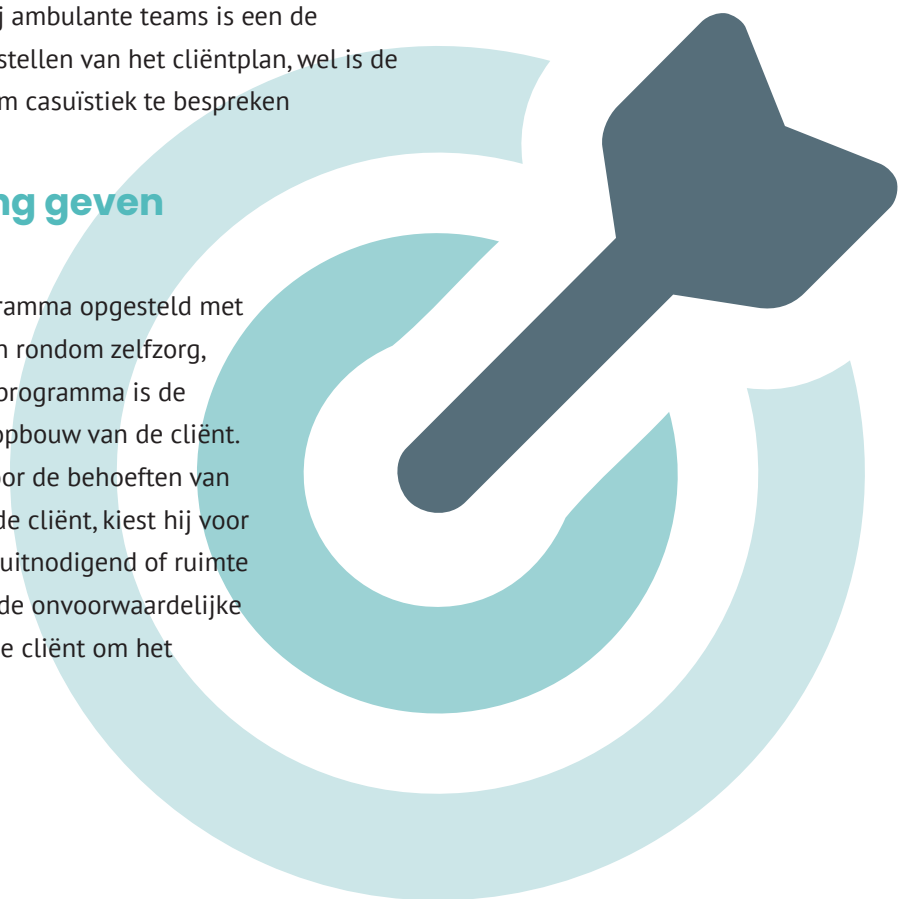 j ambulante teams is een de
stellen van het cliëntplan, wel is de
m casuïstiek te bespreken
ng geven
ramma opgesteld met
n rondom zelfzorg,
programma is de
opbouw van de cliënt.
oor de behoeften van
de cliënt, kiest hij voor
uitnodigend of ruimte
de onvoorwaardelijke
e cliënt om het